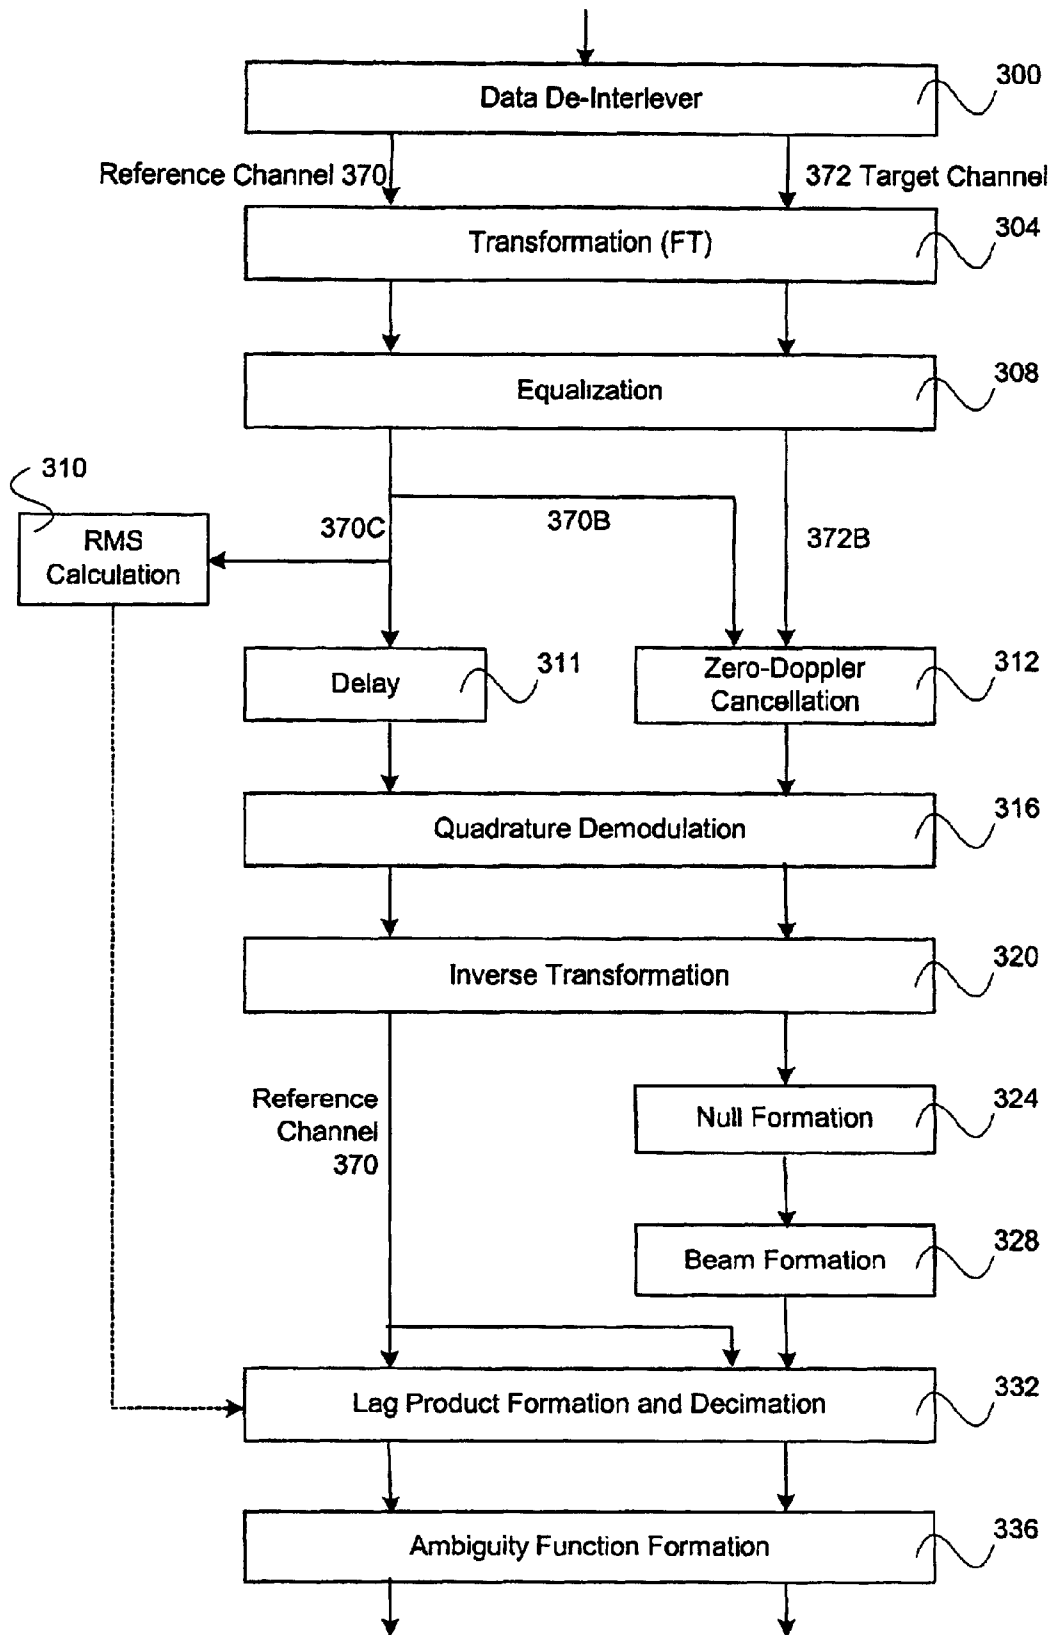 Data De-Interlever
300
Reference Channel 370
372 Target Channel
Transformation (FT)
304
Equalization
308
310
RMS
Calculation
370C
370B
372B
Delay
311
Zero-Doppler
Cancellation
312
Quadrature Demodulation
316
Inverse Transformation
320
Reference
Channel
370
Null Formation
324
Beam Formation
328
Lag Product Formation and Decimation
332
Ambiguity Function Formation
336